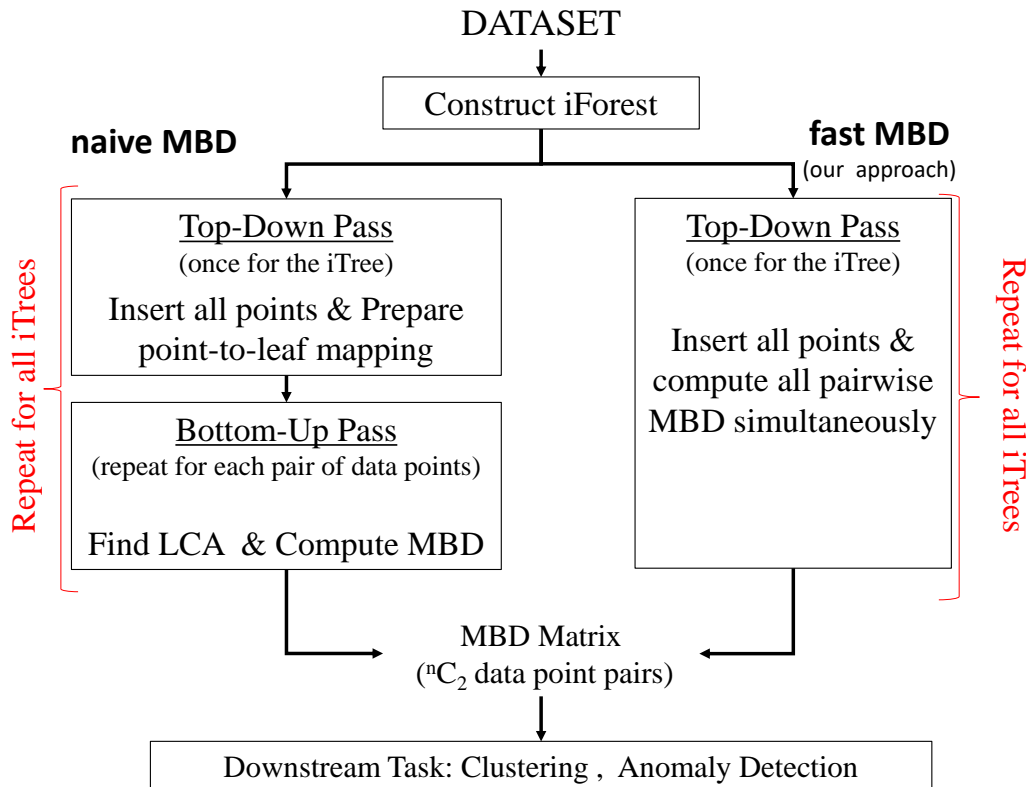 DATASET
Construct iForest
naive MBD
fast MBD
(our approach)
Repeat for all iTrees
Top-Down Pass
(once for the iTree)
Insert all points & Prepare
point-to-leaf mapping
Bottom-Up Pass
(repeat for each pair of data points)
Find LCA & Compute MBD
Top-Down Pass
(once for the iTree)
Insert all points &
compute all pairwise
MBD simultaneously
Repeat for all iTrees
MBD Matrix
(ⁿC₂ data point pairs)
Downstream Task: Clustering , Anomaly Detection